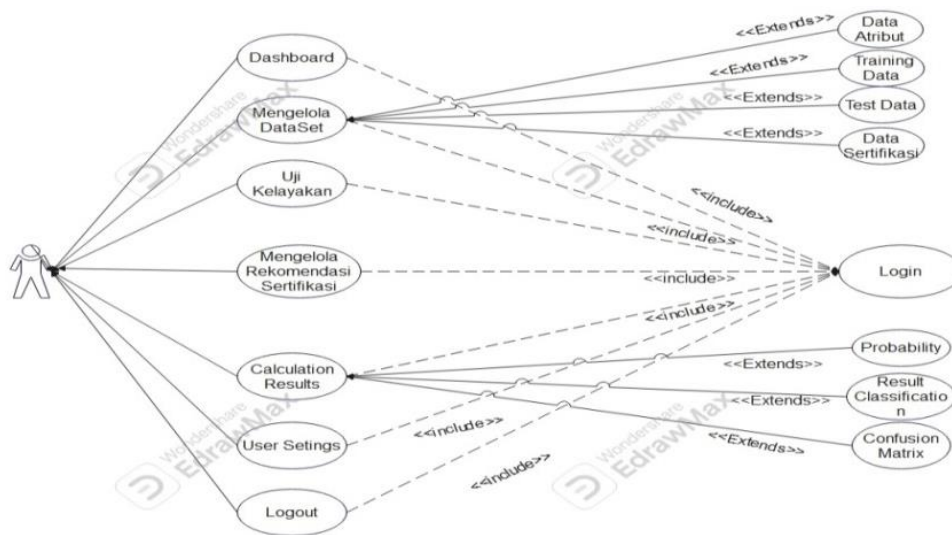 Dashboard
Mengelola
DataSet
Uji
Kelayakan
Mengelola
Rekomendasi
Sertifikasi
Calculation
Results
User Setings
Logout
<<Extends>>
<<Extends>>
<<Extends>>
<<Extends>>
Data
Atribut
Training
Data
Test Data
Data
Sertifikasi
<<include>>
<<include>>
<<include>>
<<include>>
<<include>>
<<include>>
Login
<<Extends>>
<<Extends>>
<<Extends>>
Probability
Result
Classificatio
n
Confusion
Matrix
Wondershare
EdrawMax
Wondershare
EdrawMax
Wondershare
EdrawMax
Wondershare
EdrawMax